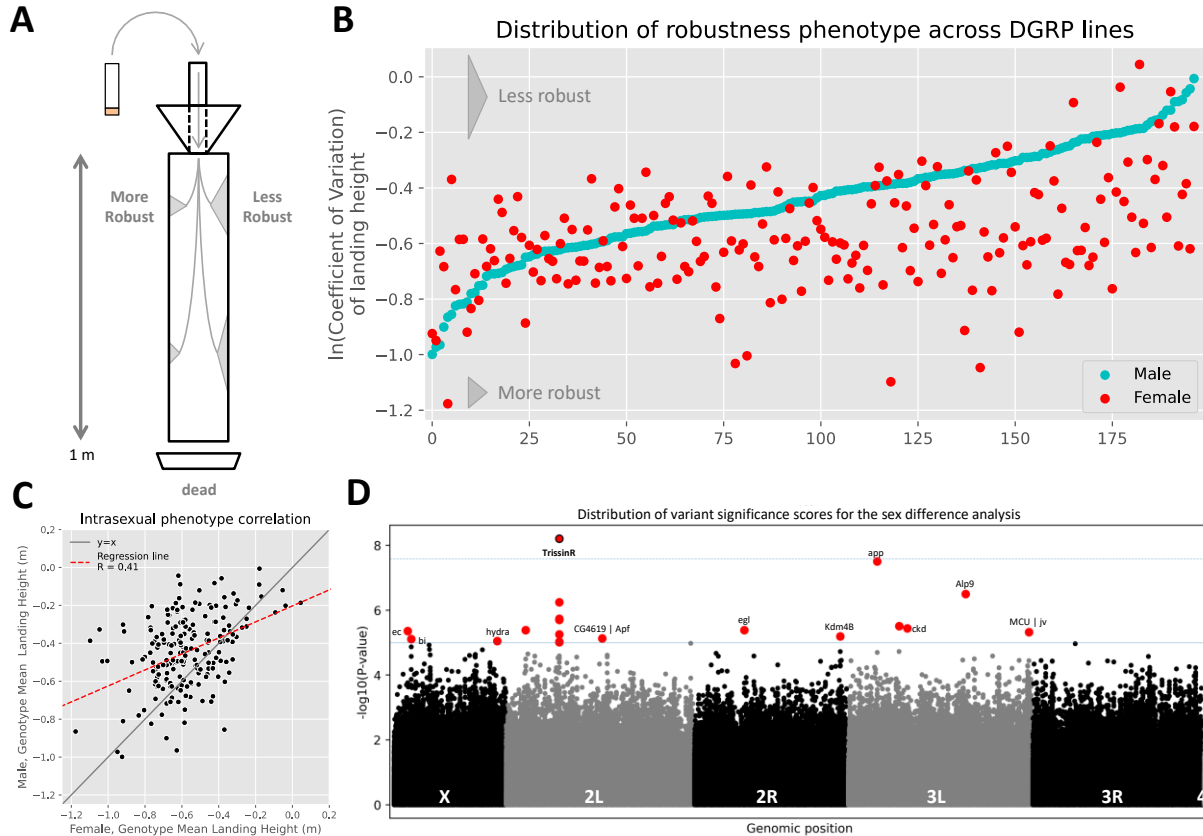 A
More
Robust
Less
Robust
1 m
dead
B
Distribution of robustness phenotype across DGRP lines
ln(Coefficient of Variation)
of landing height
0.0
−0.2
−0.4
−0.6
−0.8
−1.0
−1.2
Less robust
More robust
Male
Female
0 25 50 75 100 125 150 175
C
Intrasexual phenotype correlation
y=x
Regression line
R = 0,41
Male, Genotype Mean Landing Height (m)
0.2
0.0
−0.2
−0.4
−0.6
−0.8
−1.0
−1.2
−1.2 −1.0 −0.8 −0.6 −0.4 −0.2 0.0 0.2
Female, Genotype Mean Landing Height (m)
D
Distribution of variant significance scores for the sex difference analysis
-log10(P-value)
8
6
4
2
0
TrissinR
app
Alp9
ec
bi
hydra
CG4619 | Apf
egl
Kdm4B
ckd
MCU | jv
X 2L 2R 3L 3R 4
Genomic position